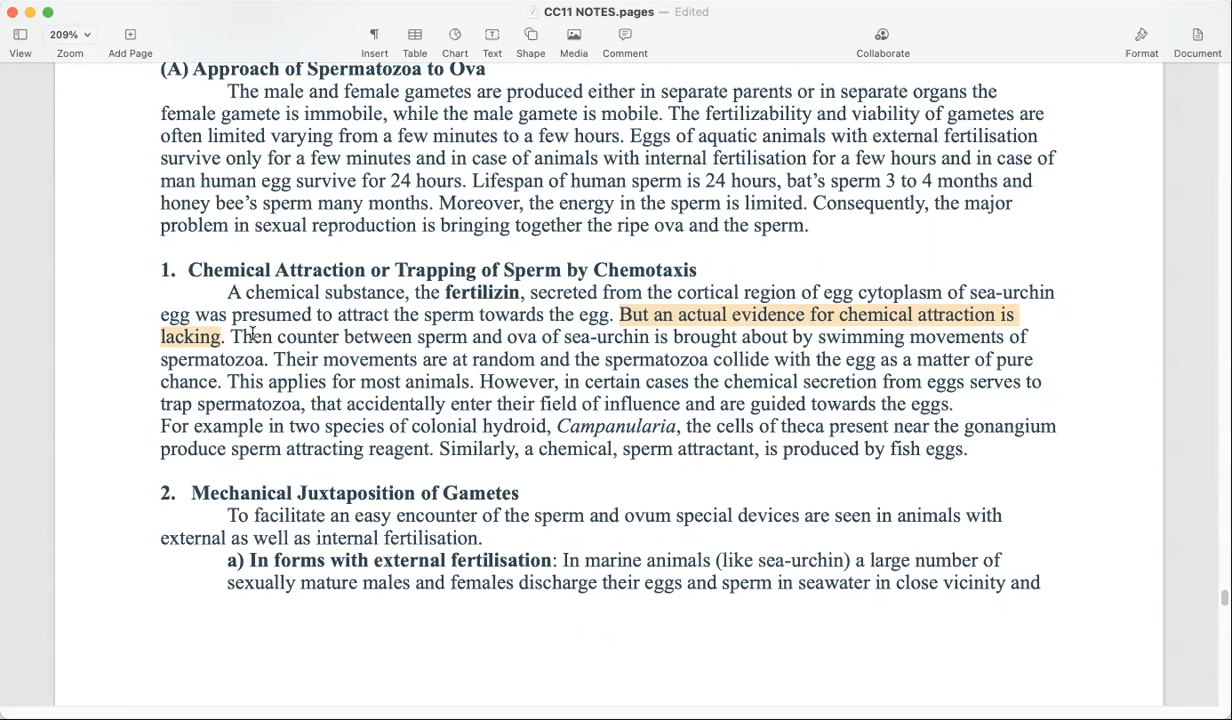 CC11 NOTES.pages — Edited
209%
View
Zoom
Add Page
Insert
Table
Chart
Text
Shape
Media
Comment
Collaborate
Format
Document
(A) Approach of Spermatozoa to Ova
The male and female gametes are produced either in separate parents or in separate organs the
female gamete is immobile, while the male gamete is mobile. The fertilizability and viability of gametes are
often limited varying from a few minutes to a few hours. Eggs of aquatic animals with external fertilisation
survive only for a few minutes and in case of animals with internal fertilisation for a few hours and in case of
man human egg survive for 24 hours. Lifespan of human sperm is 24 hours, bat’s sperm 3 to 4 months and
honey bee’s sperm many months. Moreover, the energy in the sperm is limited. Consequently, the major
problem in sexual reproduction is bringing together the ripe ova and the sperm.
1. Chemical Attraction or Trapping of Sperm by Chemotaxis
A chemical substance, the fertilizin, secreted from the cortical region of egg cytoplasm of sea-urchin
egg was presumed to attract the sperm towards the egg. But an actual evidence for chemical attraction is
lacking. Then counter between sperm and ova of sea-urchin is brought about by swimming movements of
spermatozoa. Their movements are at random and the spermatozoa collide with the egg as a matter of pure
chance. This applies for most animals. However, in certain cases the chemical secretion from eggs serves to
trap spermatozoa, that accidentally enter their field of influence and are guided towards the eggs.
For example in two species of colonial hydroid, Campanularia, the cells of theca present near the gonangium
produce sperm attracting reagent. Similarly, a chemical, sperm attractant, is produced by fish eggs.
2. Mechanical Juxtaposition of Gametes
To facilitate an easy encounter of the sperm and ovum special devices are seen in animals with
external as well as internal fertilisation.
a) In forms with external fertilisation: In marine animals (like sea-urchin) a large number of
sexually mature males and females discharge their eggs and sperm in seawater in close vicinity and